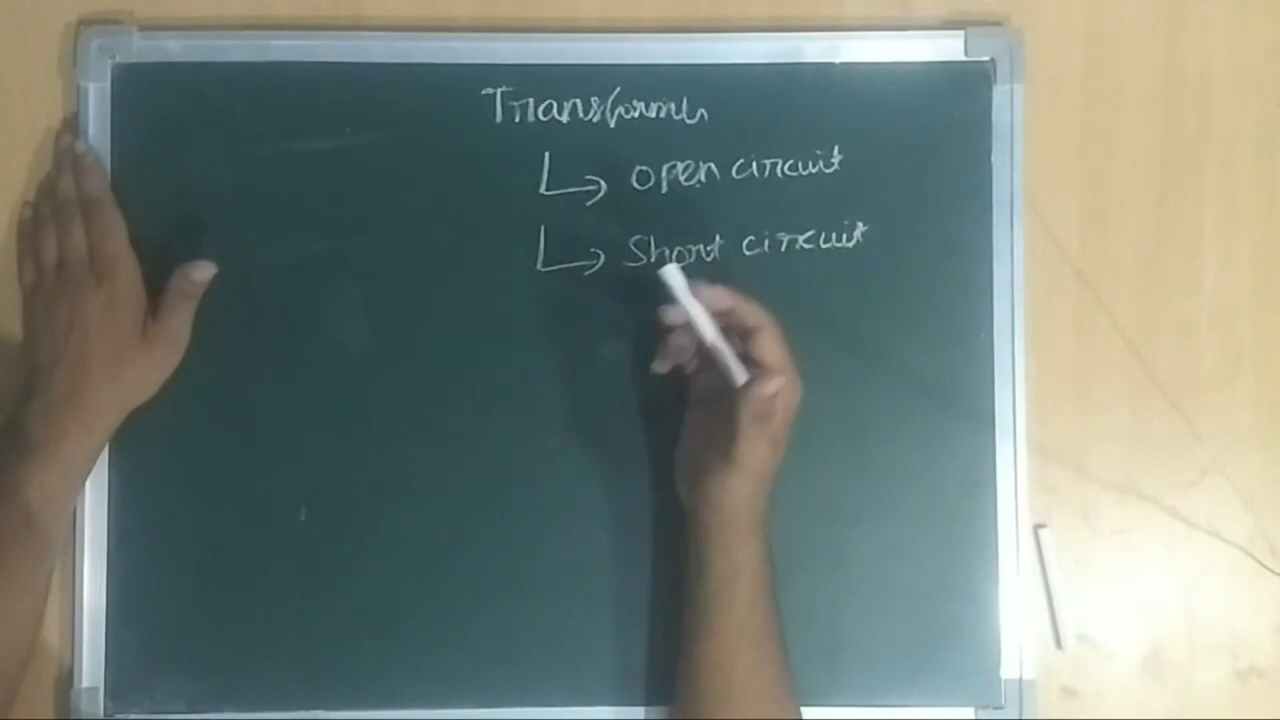 Transformer
↳ open circuit
↳ Short circuit